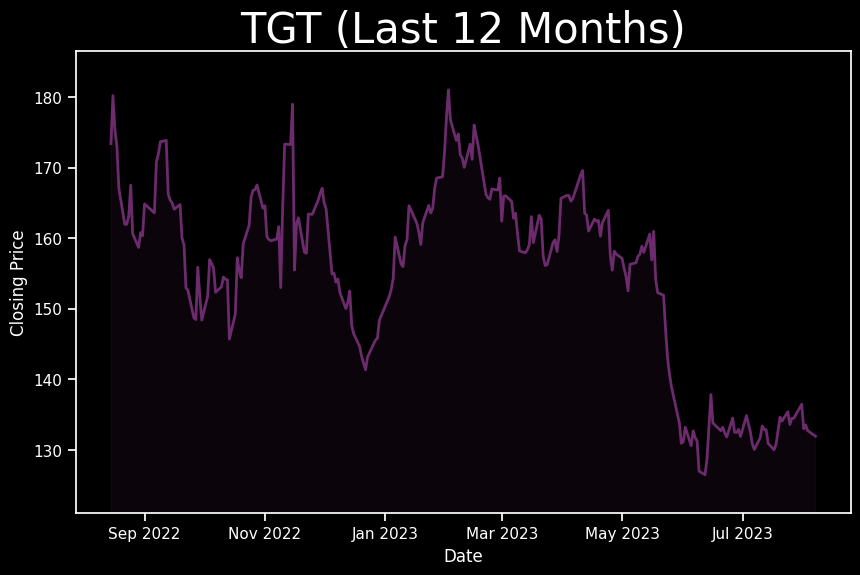 TGT (Last 12 Months)
180
170
160
150
140
130
Closing Price
Sep 2022 Nov 2022 Jan 2023 Mar 2023 May 2023 Jul 2023
Date